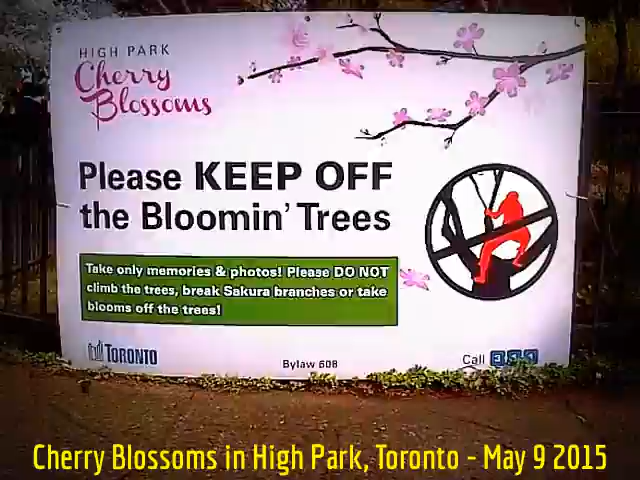 HIGH PARK
Cherry
Blossoms
Please KEEP OFF
the Bloomin' Trees
Take only memories & photos! Please DO NOT
climb the trees, break Sakura branches or take
blooms off the trees!
TORONTO
Bylaw 608
Call 311
Cherry Blossoms in High Park, Toronto - May 9 2015